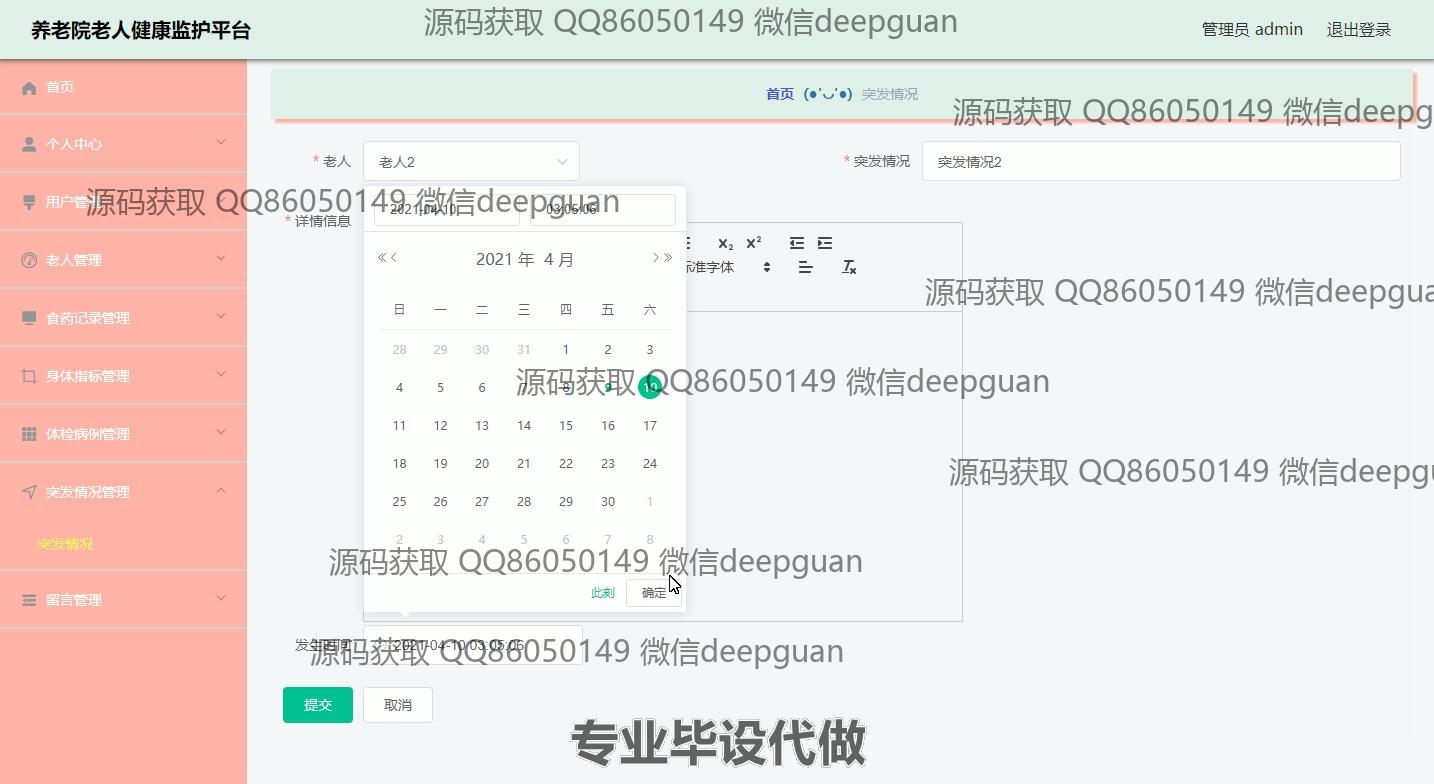 养老院老人健康监护平台
源码获取 QQ86050149 微信deepguan
管理员 admin
退出登录
首页
个人中心
用户管理
老人管理
食药记录管理
身体指标管理
体检病例管理
突发情况管理
突发情况
留言管理
首页 (●'◡'●) 突发情况
源码获取 QQ86050149 微信deepg
* 老人
老人2
* 突发情况
突发情况2
源码获取 QQ86050149 微信deepguan
* 详情信息
2021-04-10
03:05:06
x₂ x²
标准字体
2021 年 4 月
日 一 二 三 四 五 六
28 29 30 31 1 2 3
4 5 6 7 8 9 10
11 12 13 14 15 16 17
18 19 20 21 22 23 24
25 26 27 28 29 30 1
2 3 4 5 6 7 8
源码获取 QQ86050149 微信deepgua
源码获取 QQ86050149 微信deepguan
源码获取 QQ86050149 微信deepgu
源码获取 QQ86050149 微信deepguan
此刻
确定
发生时间
2021-04-10 03:05:06
源码获取 QQ86050149 微信deepguan
提交
取消
专业毕设代做